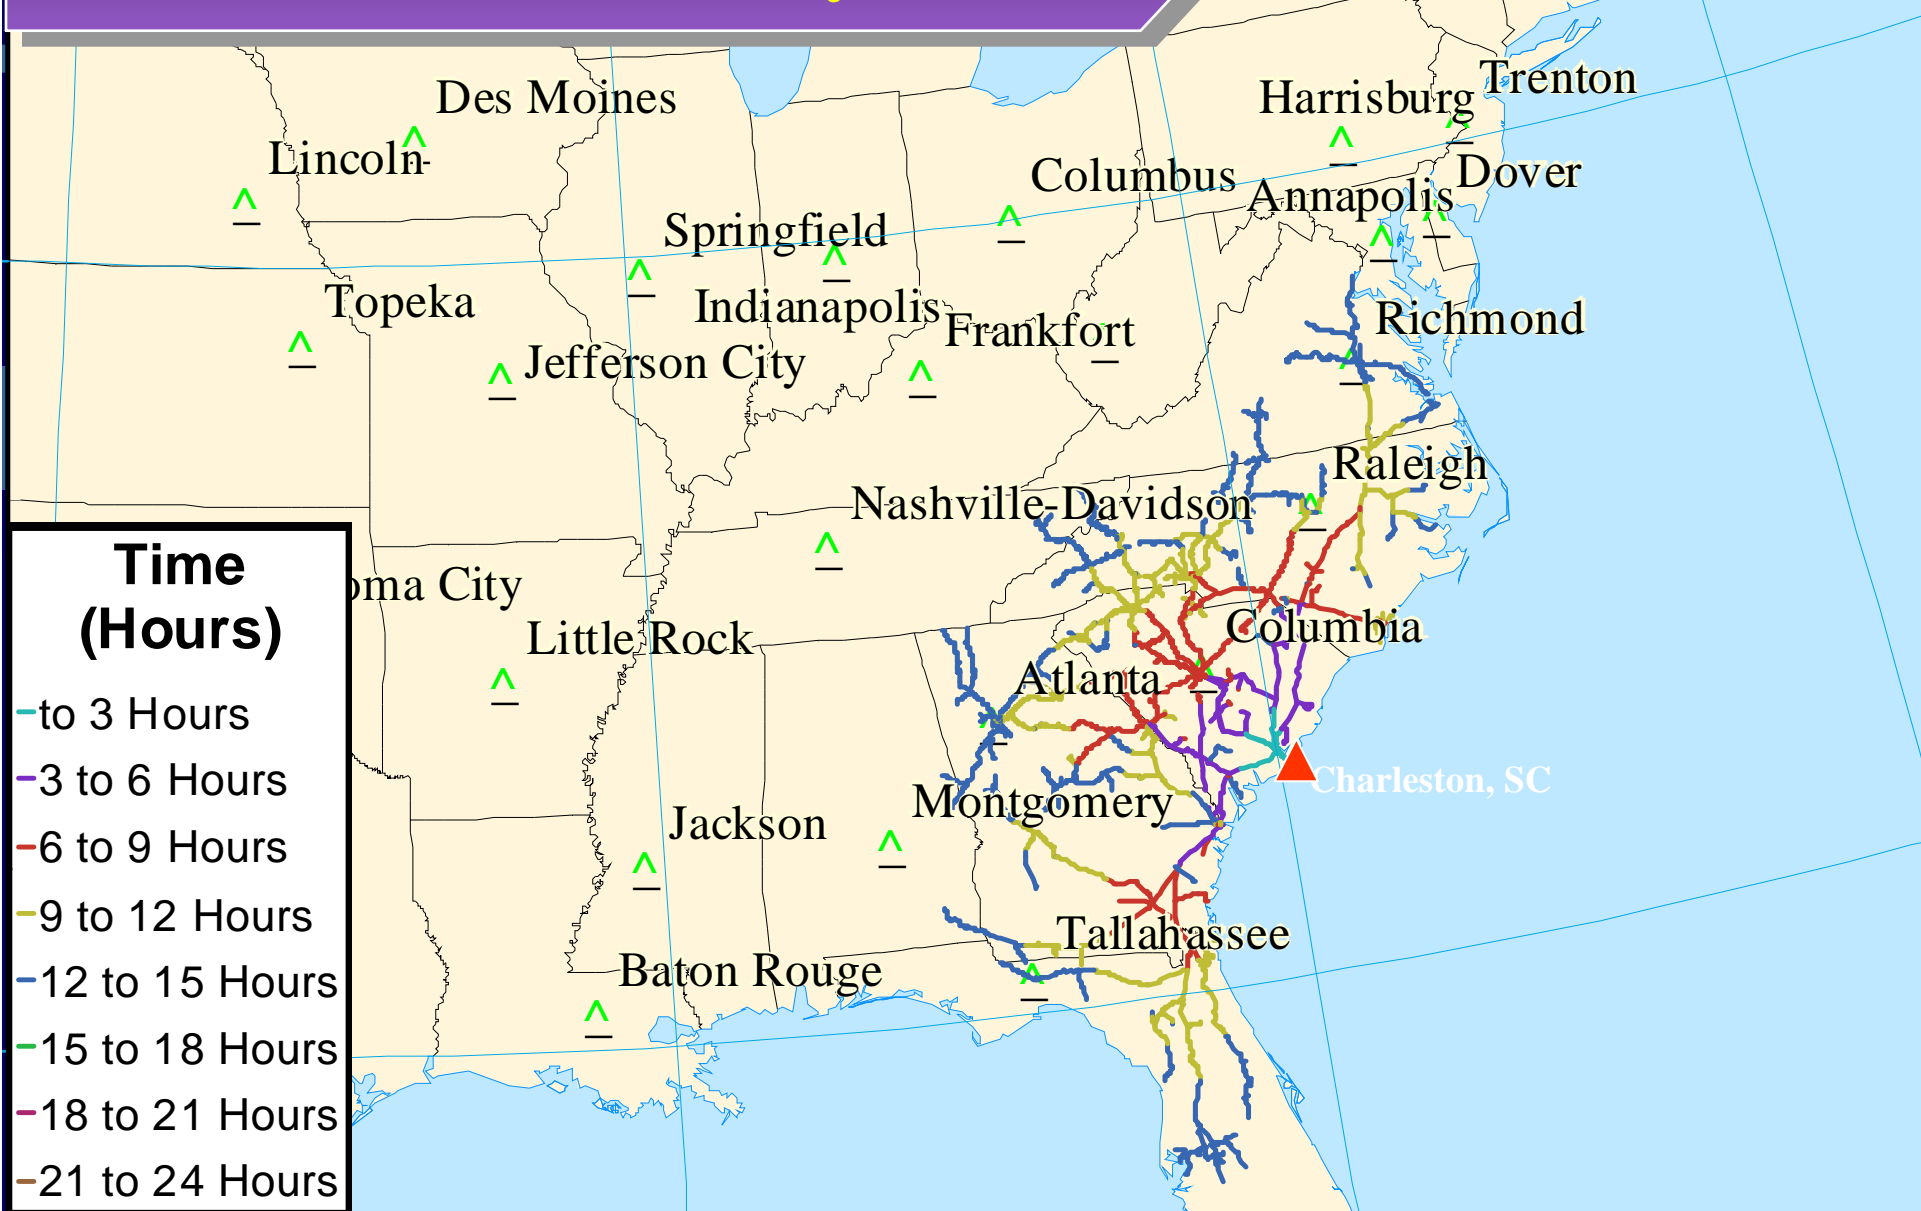 Trenton
Des Moines
Harrisburg
Lincoln
Dover
Columbus
Annapolis
Springfield
Topeka
Indianapolis
Richmond
Frankfort
Jefferson City
Raleigh
Nashville-Davidson
oma City
Little Rock
Columbia
Atlanta
Charleston, SC
Montgomery
Jackson
Tallahassee
Baton Rouge
Time
(Hours)
to 3 Hours
3 to 6 Hours
6 to 9 Hours
9 to 12 Hours
12 to 15 Hours
15 to 18 Hours
18 to 21 Hours
21 to 24 Hours